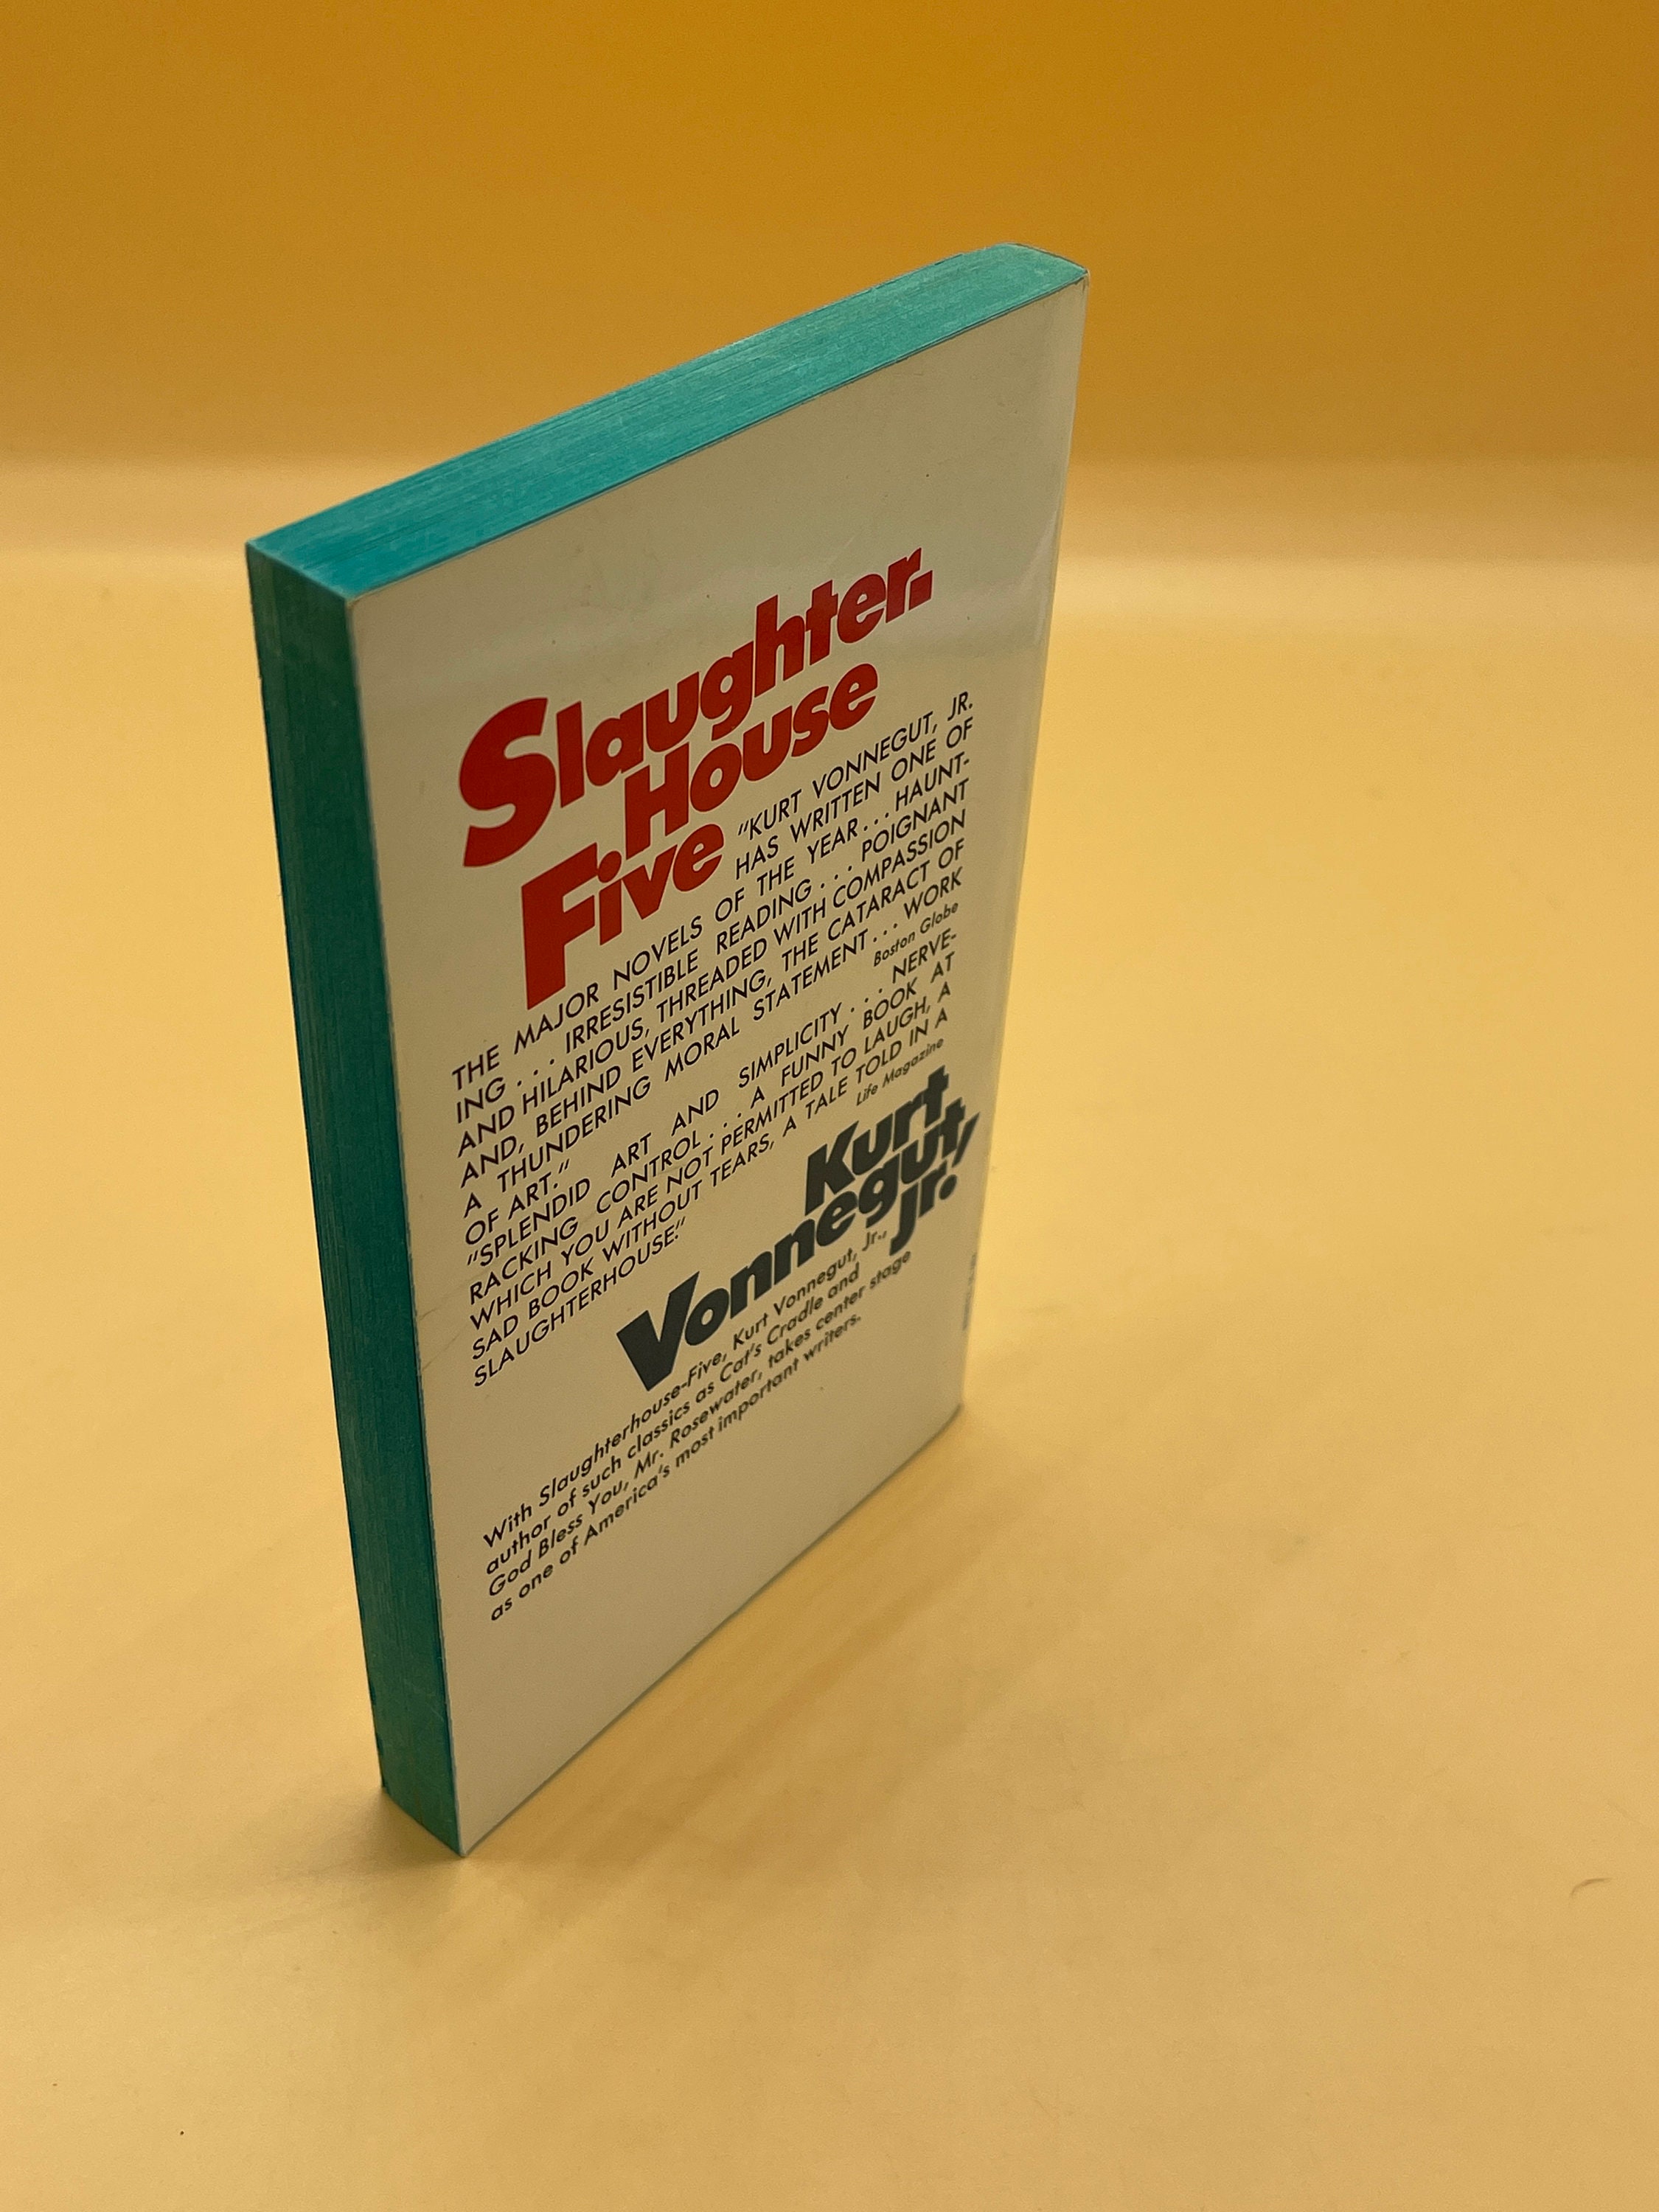 Slaughter-
House
Five "KURT VONNEGUT, JR.
HAS WRITTEN ONE OF
THE MAJOR NOVELS OF THE YEAR...HAUNT-
ING...IRRESISTIBLE READING...POIGNANT
AND HILARIOUS, THREADED WITH COMPASSION
AND, BEHIND EVERYTHING, THE CATARACT OF
A THUNDERING MORAL STATEMENT...WORK
OF ART."
Boston Globe
"SPLENDID ART AND SIMPLICITY...NERVE-
RACKING CONTROL...A FUNNY BOOK AT
WHICH YOU ARE NOT PERMITTED TO LAUGH, A
SAD BOOK WITHOUT TEARS, A TALE TOLD IN A
SLAUGHTERHOUSE."
Life Magazine
Kurt
Vonnegut,
jr.
With Slaughterhouse-Five, Kurt Vonnegut, Jr.,
author of such classics as Cat's Cradle and
God Bless You, Mr. Rosewater, takes center stage
as one of America's most important writers.